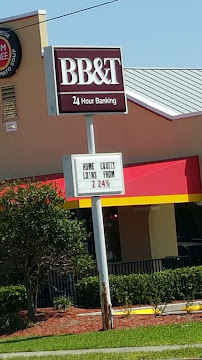 BB&T
24 Hour Banking
HOME EQUITY
LOANS FROM
2 24%